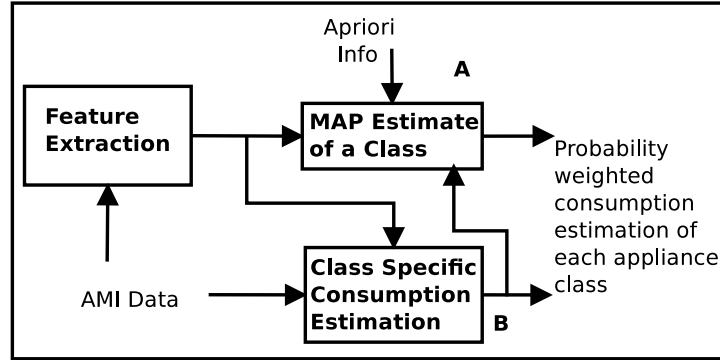 Apriori
Info
A
Feature
Extraction
MAP Estimate
of a Class
Probability
weighted
consumption
estimation of
each appliance
class
Class Specific
Consumption
Estimation
AMI Data
B